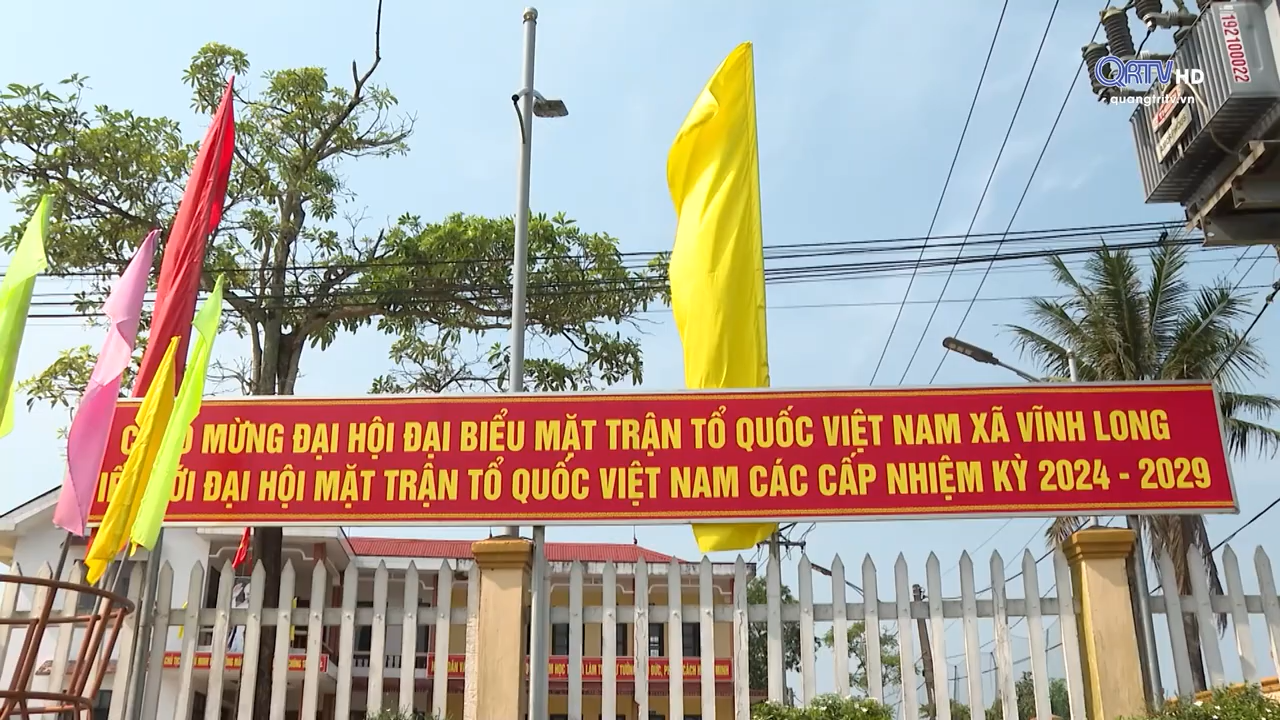 QRTV HD
quangtritv.vn
192100022
MỪNG ĐẠI HỘI ĐẠI BIỂU MẶT TRẬN TỔ QUỐC VIỆT NAM XÃ VĨNH LONG
ĐẠI HỘI MẶT TRẬN TỔ QUỐC VIỆT NAM CÁC CẤP NHIỆM KỲ 2024 - 2029